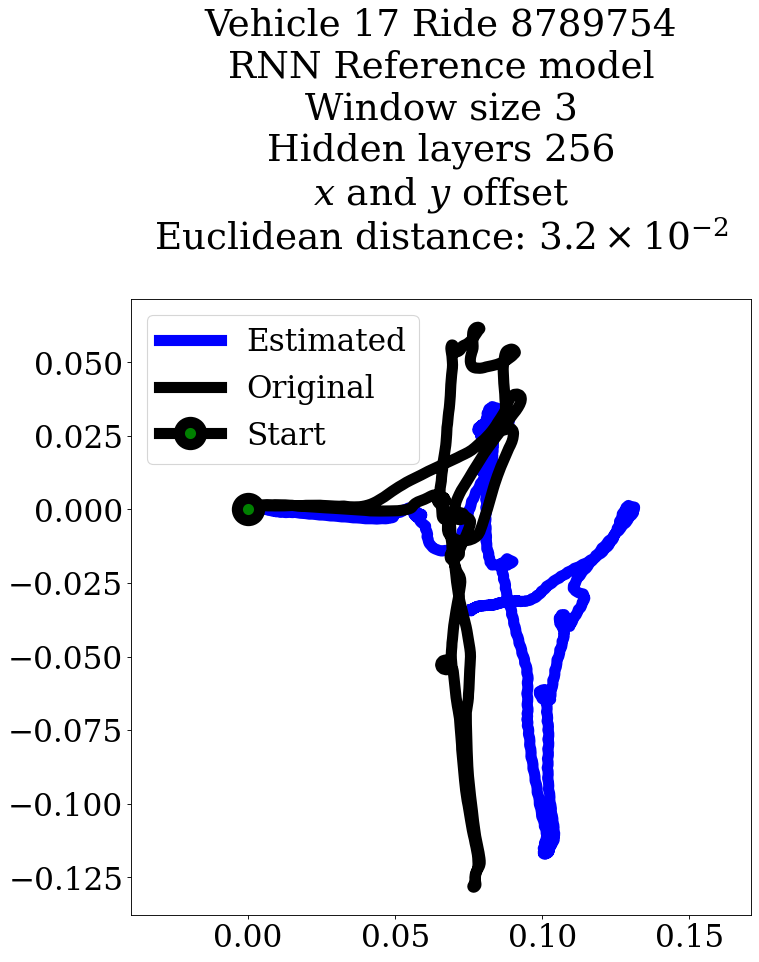 Vehicle 17 Ride 8789754
RNN Reference model
Window size 3
Hidden layers 256
x and y offset
Euclidean distance: 3.2 × 10⁻²
Estimated
Original
Start
0.050
0.025
0.000
−0.025
−0.050
−0.075
−0.100
−0.125
0.00 0.05 0.10 0.15